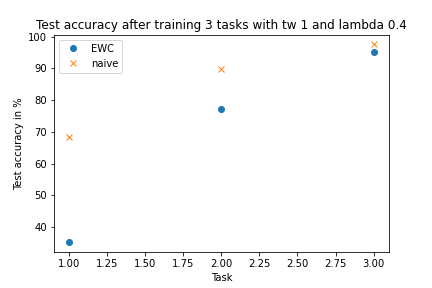 Test accuracy after training 3 tasks with tw 1 and lambda 0.4
EWC
naive
Test accuracy in %
100
90
80
70
60
50
40
1.00 1.25 1.50 1.75 2.00 2.25 2.50 2.75 3.00
Task